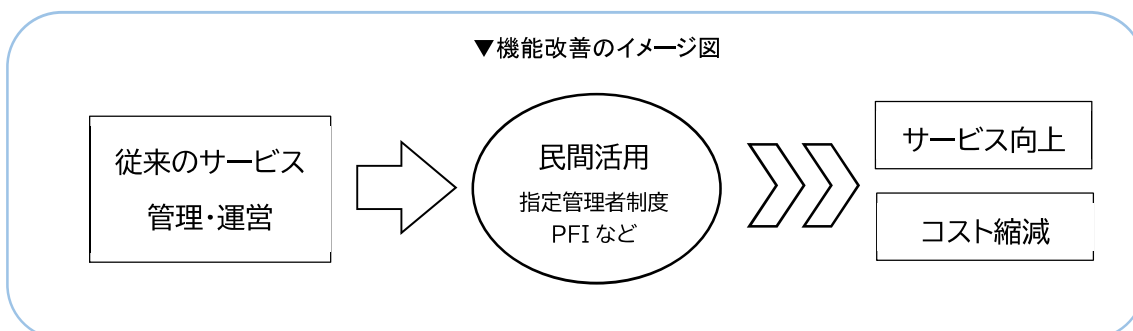 ▼機能改善のイメージ図
従来のサービス
管理・運営
民間活用
指定管理者制度
PFI など
サービス向上
コスト縮減